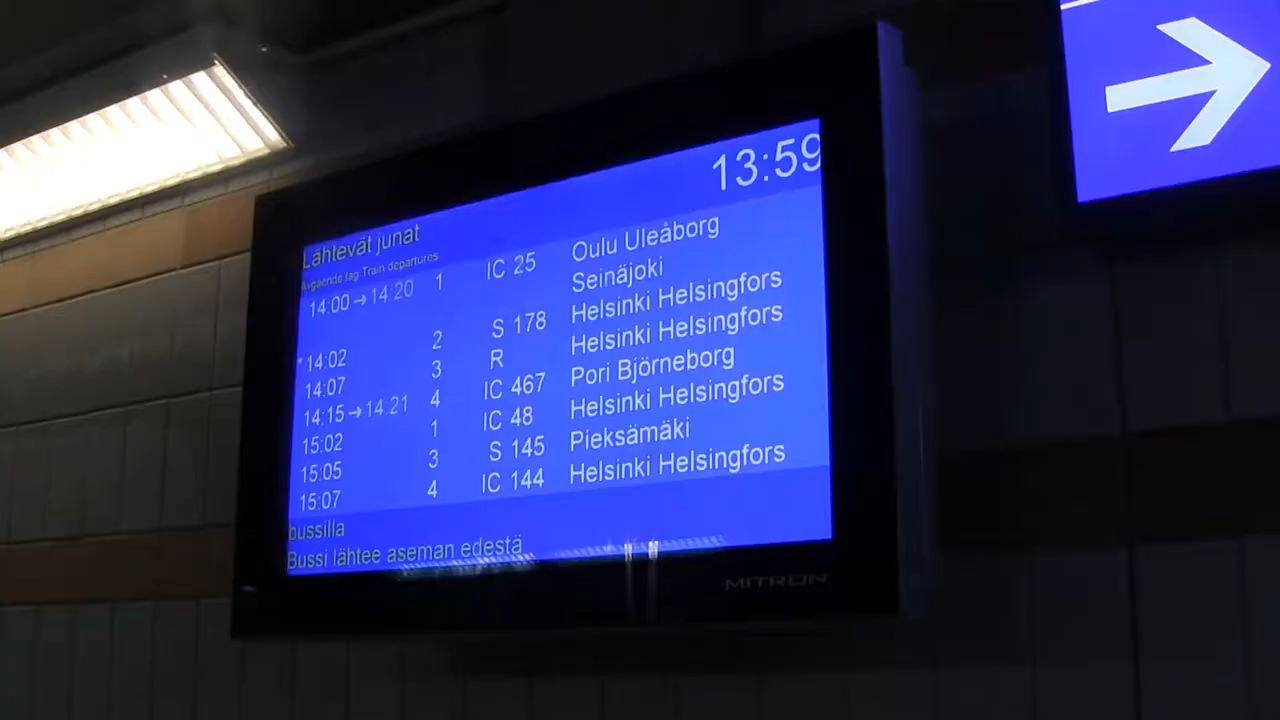 13:59
Lähtevät junat
Avgående tåg Train departures
14:00 → 14:20 1 IC 25 Oulu Uleåborg
Seinäjoki
* 14:02 2 S 178 Helsinki Helsingfors
14:07 3 R Helsinki Helsingfors
14:15 → 14:21 4 IC 467 Pori Björneborg
15:02 1 IC 48 Helsinki Helsingfors
15:05 3 S 145 Pieksämäki
15:07 4 IC 144 Helsinki Helsingfors
bussilla
Bussi lähtee aseman edestä
MITRON